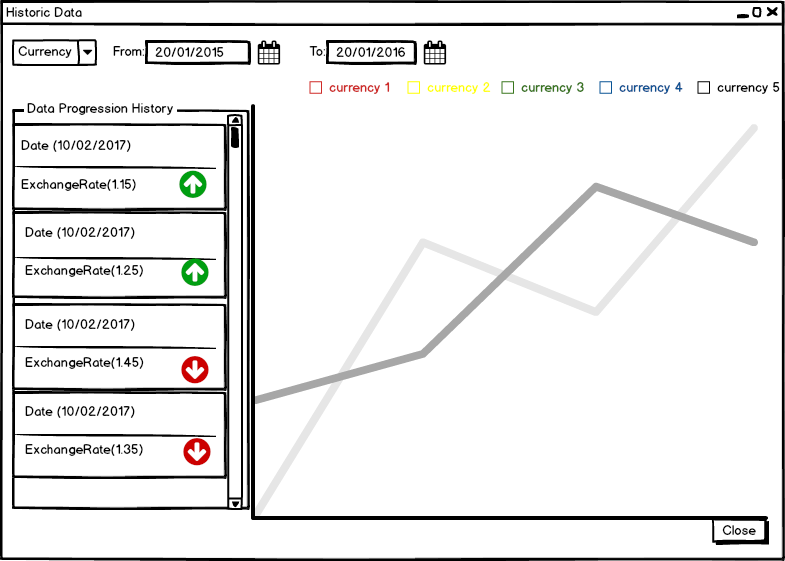 Historic Data
Currency From: 20/01/2015 To: 20/01/2016
currency 1 currency 2 currency 3 currency 4 currency 5
Data Progression History
Date (10/02/2017)
ExchangeRate(1.15)
Date (10/02/2017)
ExchangeRate(1.25)
Date (10/02/2017)
ExchangeRate(1.45)
Date (10/02/2017)
ExchangeRate(1.35)
Close